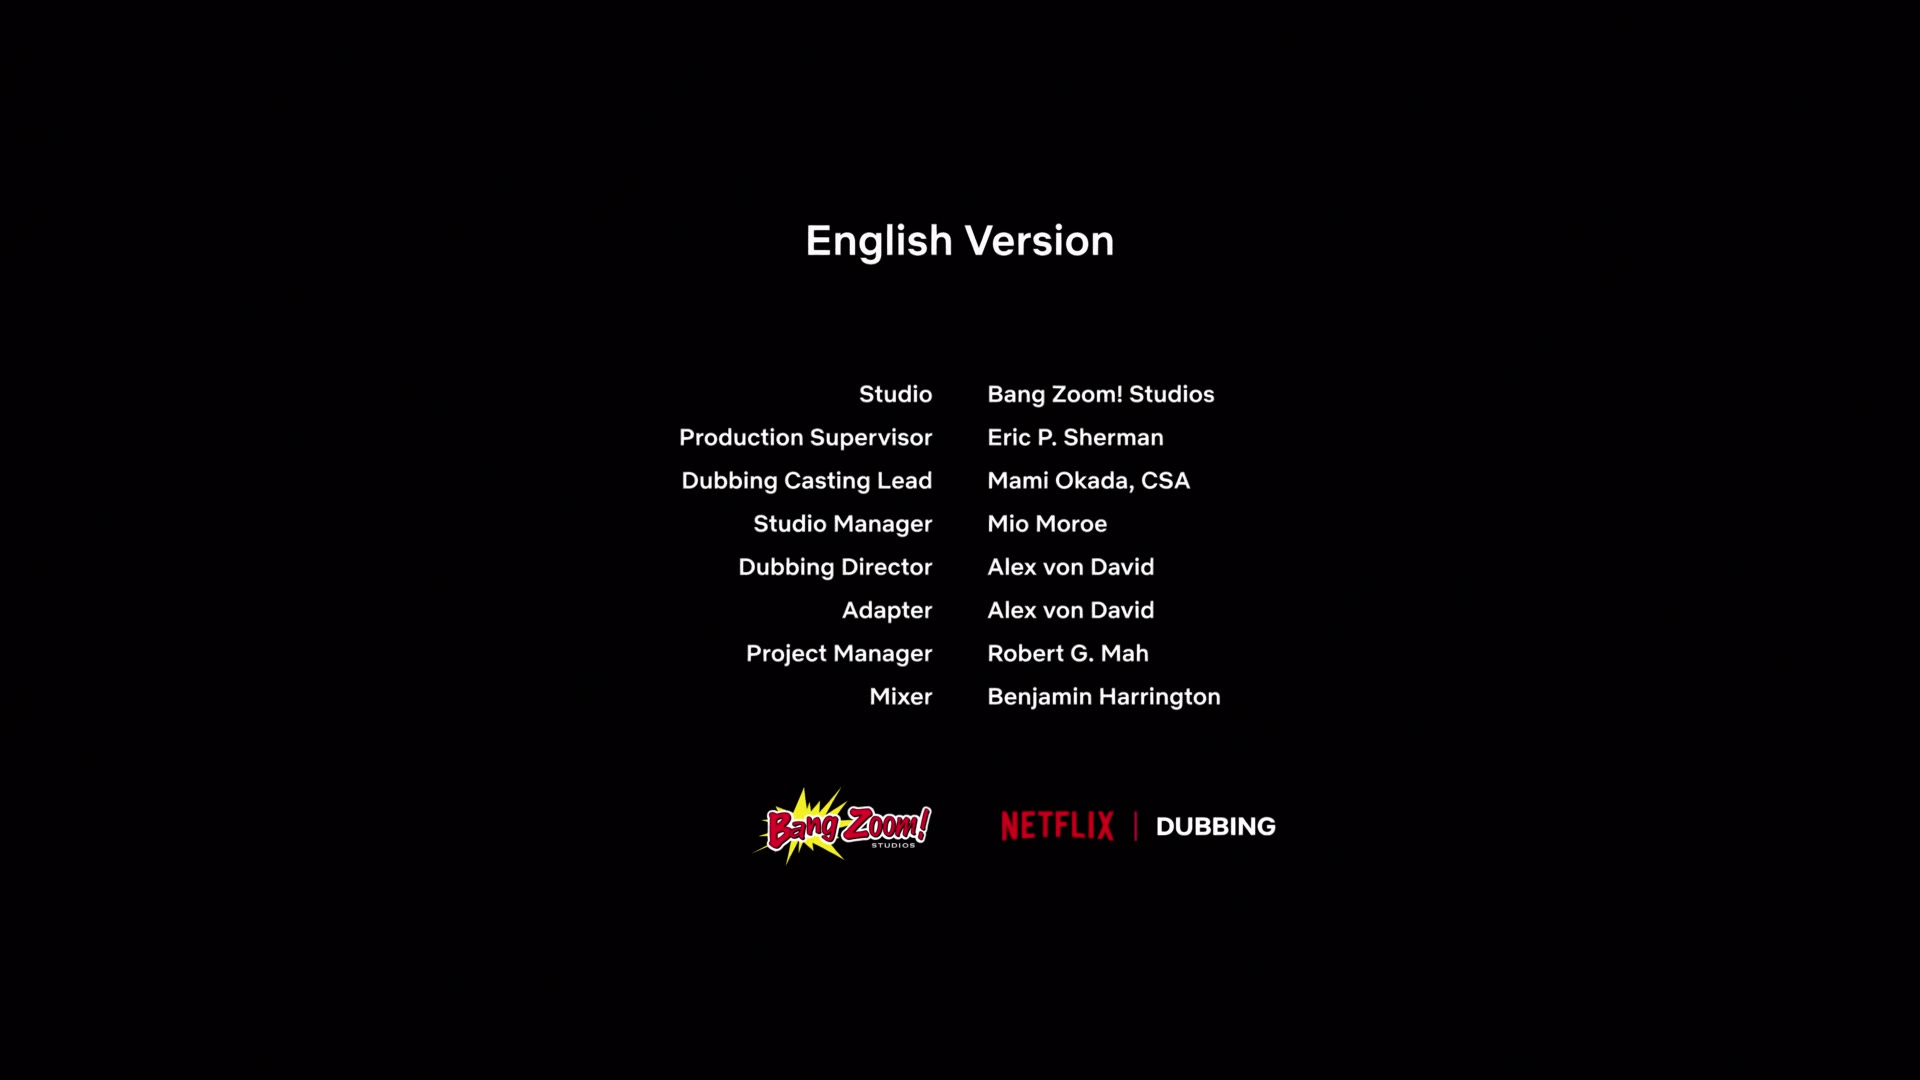 English Version
Studio Bang Zoom! Studios
Production Supervisor Eric P. Sherman
Dubbing Casting Lead Mami Okada, CSA
Studio Manager Mio Moroe
Dubbing Director Alex von David
Adapter Alex von David
Project Manager Robert G. Mah
Mixer Benjamin Harrington
Bang Zoom! STUDIOS
NETFLIX | DUBBING